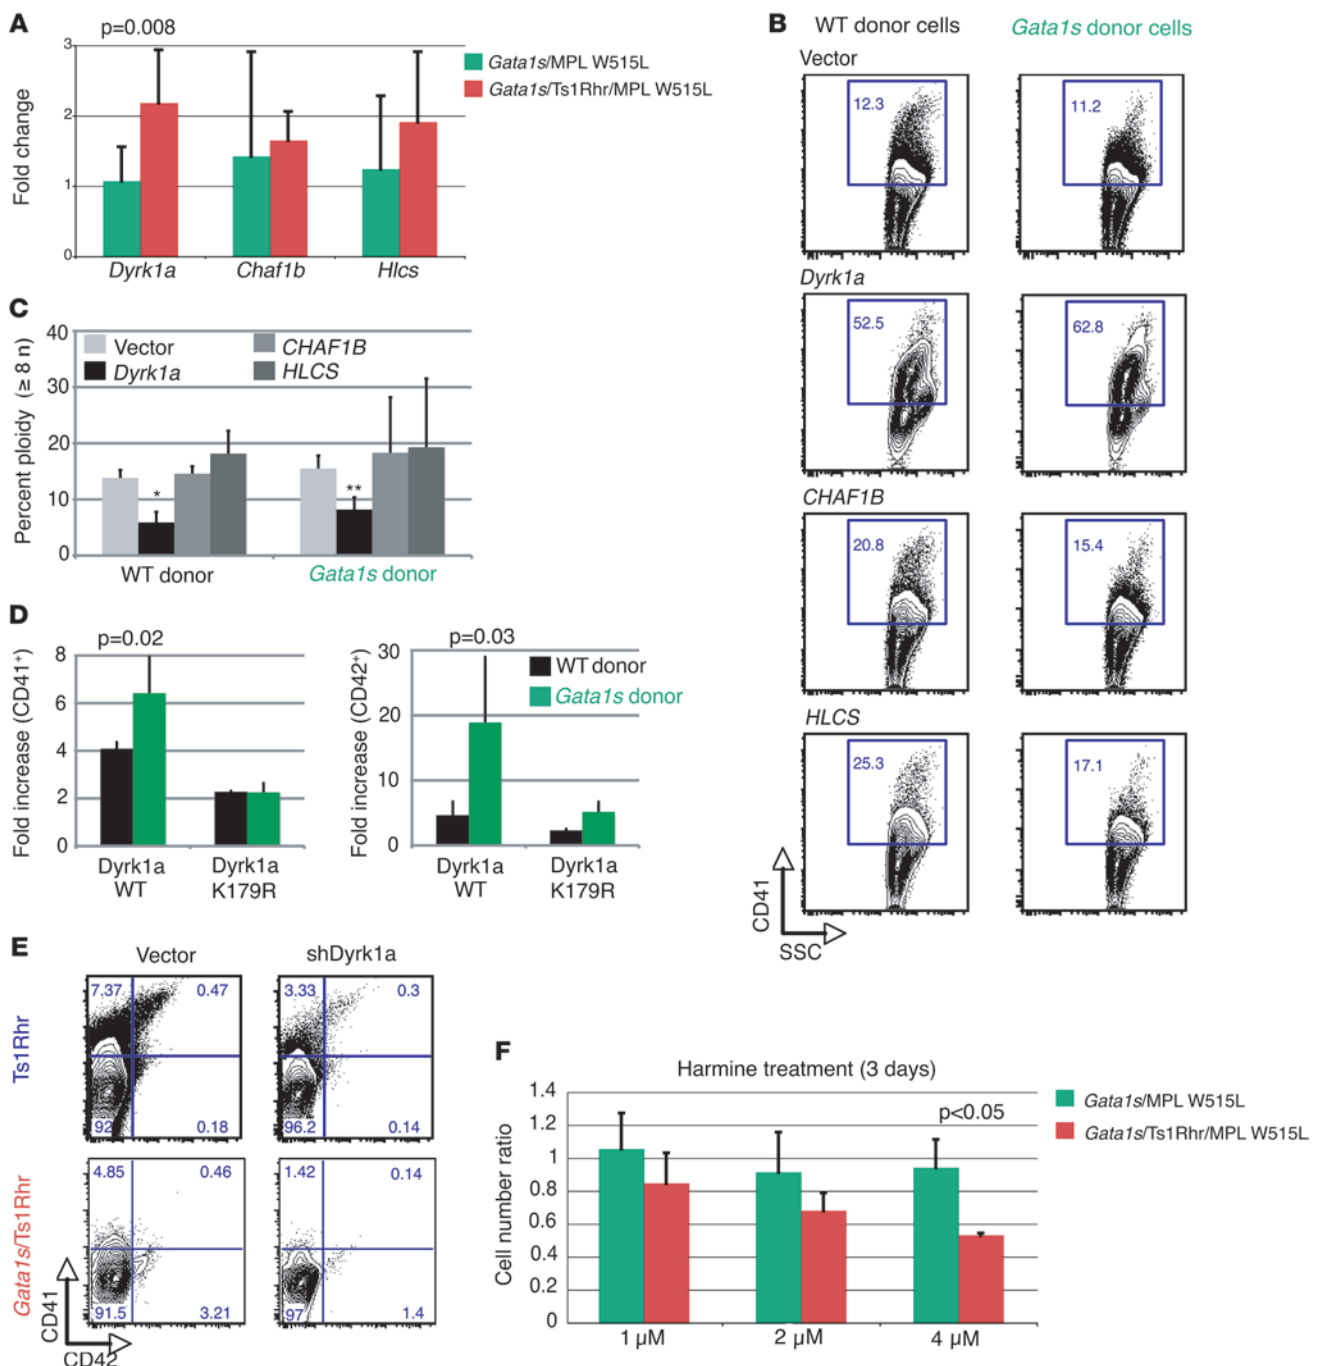 A
p=0.008
3
2
1
0
Fold change
Dyrk1a
Chaf1b
Hlcs
Gata1s/MPL W515L
Gata1s/Ts1Rhr/MPL W515L
B
WT donor cells
Gata1s donor cells
Vector
12.3
11.2
Dyrk1a
52.5
62.8
CHAF1B
20.8
15.4
HLCS
25.3
17.1
CD41
SSC
C
40
30
20
10
0
Percent ploidy (≥ 8 n)
Vector
Dyrk1a
CHAF1B
HLCS
*
**
WT donor
Gata1s donor
D
p=0.02
8
6
4
2
0
Fold increase (CD41+)
Dyrk1a
WT
Dyrk1a
K179R
p=0.03
30
20
10
0
Fold increase (CD42+)
WT donor
Gata1s donor
Dyrk1a
WT
Dyrk1a
K179R
E
Vector
shDyrk1a
Ts1Rhr
7.37
0.47
92
0.18
3.33
0.3
96.2
0.14
Gata1s/Ts1Rhr
4.85
0.46
91.5
3.21
1.42
0.14
97
1.4
CD41
CD42
F
Harmine treatment (3 days)
1.4
1.2
1
0.8
0.6
0.4
0.2
0
Cell number ratio
p<0.05
1 µM
2 µM
4 µM
Gata1s/MPL W515L
Gata1s/Ts1Rhr/MPL W515L